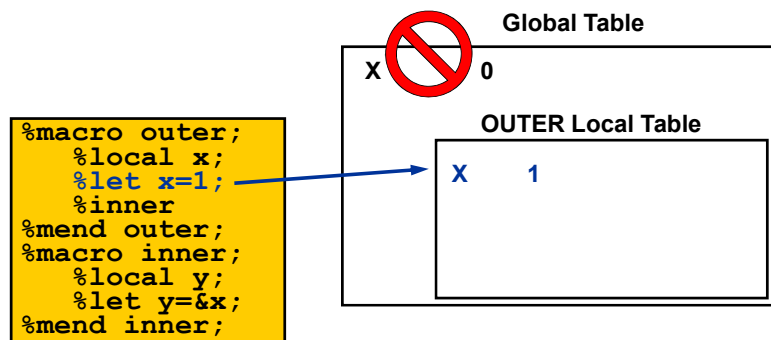 Global Table
X 0
OUTER Local Table
X 1
%macro outer;
%local x;
%let x=1;
%inner
%mend outer;
%macro inner;
%local y;
%let y=&x;
%mend inner;